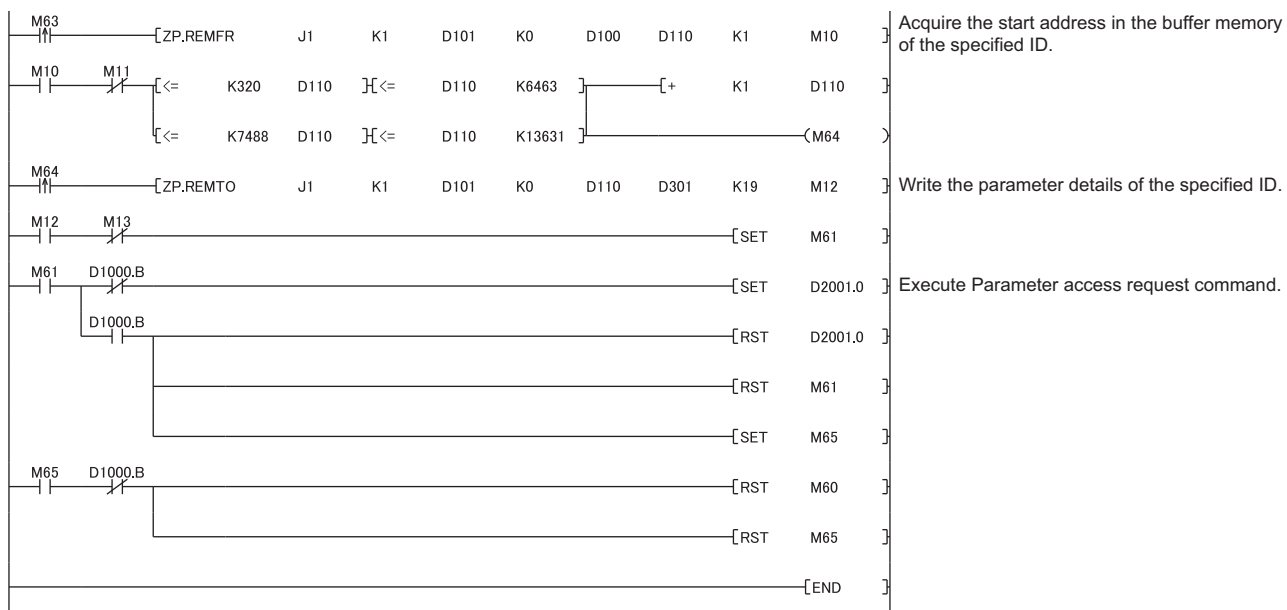 M63
[ZP.REMFR J1 K1 D101 K0 D100 D110 K1 M10 ]
Acquire the start address in the buffer memory
of the specified ID.
M10 M11
[<= K320 D110 ][<= D110 K6463 ] [+ K1 D110 ]
[<= K7488 D110 ][<= D110 K13631 ] (M64 )
M64
[ZP.REMTO J1 K1 D101 K0 D110 D301 K19 M12 ]
Write the parameter details of the specified ID.
M12 M13
[SET M61 ]
M61 D1000.B
[SET D2001.0 ]
Execute Parameter access request command.
D1000.B
[RST D2001.0 ]
[RST M61 ]
[SET M65 ]
M65 D1000.B
[RST M60 ]
[RST M65 ]
[END ]